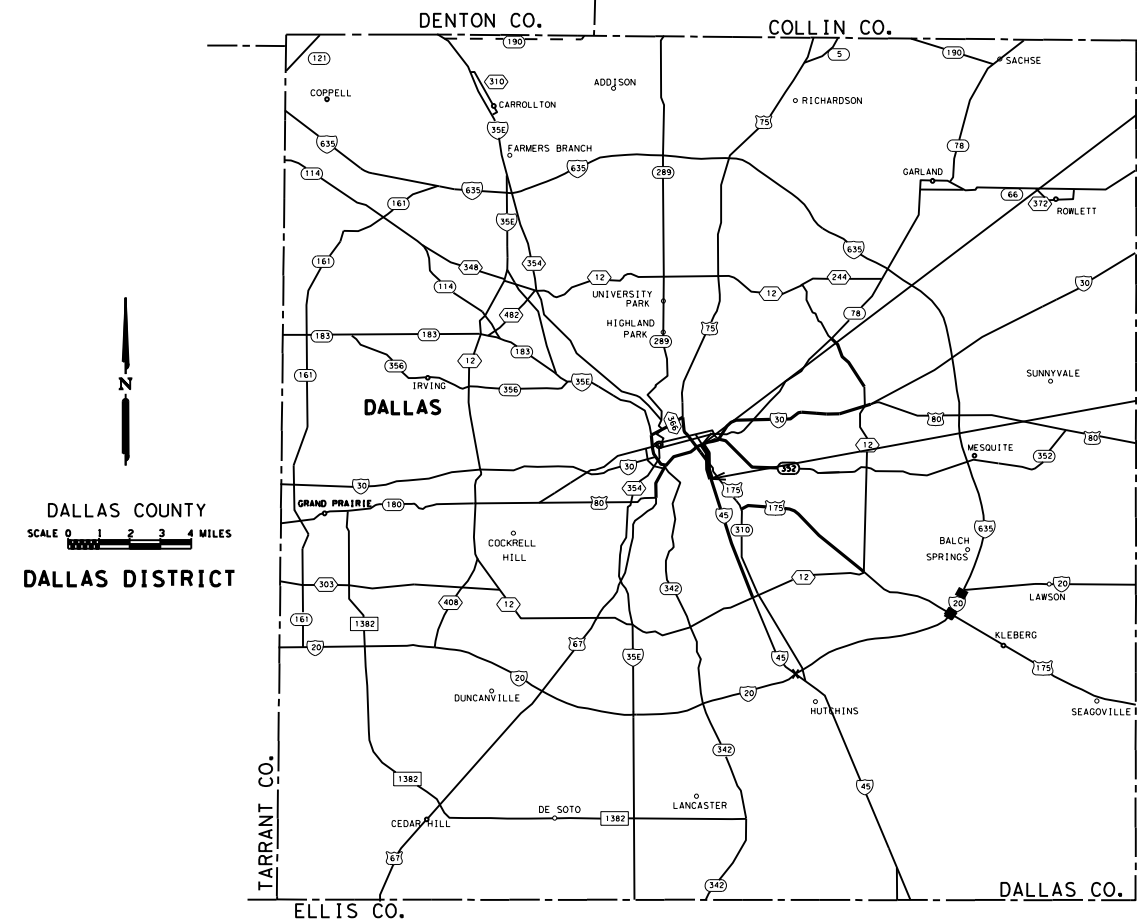 DENTON CO.
COLLIN CO.
190
5
190
SACHSE
121
310
ADDISON
COPPELL
CARROLLTON
RICHARDSON
75
35E
635
FARMERS BRANCH
78
114
635
289
GARLAND
635
66
161
372
ROWLETT
35E
635
161
348
354
12
244
114
UNIVERSITY
PARK
12
30
482
HIGHLAND
PARK
78
75
183
183
289
183
12
356
161
IRVING
356
35E
SUNNYVALE
DALLAS
N
366
30
80
80
12
MESQUITE
352
30
352
30
354
175
GRAND PRAIRIE
180
80
175
45
DALLAS COUNTY
310
635
SCALE 0 1 2 3 4 MILES
COCKRELL
HILL
BALCH
SPRINGS
DALLAS DISTRICT
303
12
20
342
LAWSON
408
12
20
161
1382
KLEBERG
67
20
35E
45
175
20
20
DUNCANVILLE
HUTCHINS
SEAGOVILLE
342
1382
45
TARRANT CO.
LANCASTER
DE SOTO
CEDAR HILL
1382
67
342
DALLAS CO.
ELLIS CO.